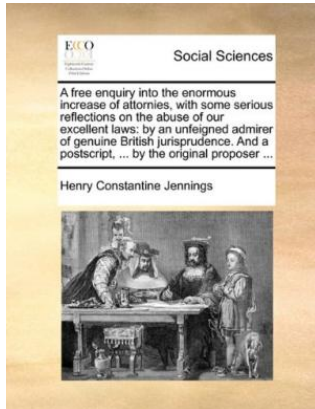 ECCO
Social Sciences
A free enquiry into the enormous
increase of attornies, with some serious
reflections on the abuse of our
excellent laws: by an unfeigned admirer
of genuine British jurisprudence. And a
postscript, ... by the original proposer ...
Henry Constantine Jennings